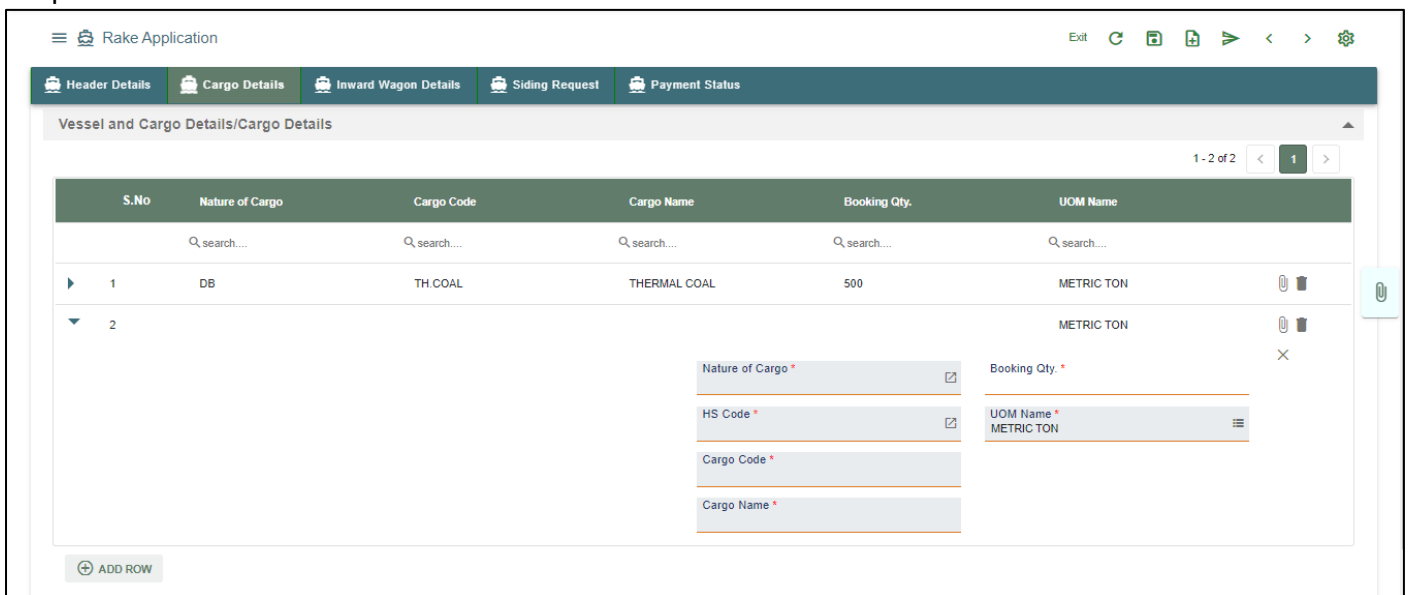 Rake Application Exit
Header Details Cargo Details Inward Wagon Details Siding Request Payment Status
Vessel and Cargo Details/Cargo Details
1 - 2 of 2 < 1 >
S.No Nature of Cargo Cargo Code Cargo Name Booking Qty. UOM Name
search.... search.... search.... search.... search....
1 DB TH.COAL THERMAL COAL 500 METRIC TON
2 METRIC TON
Nature of Cargo * Booking Qty. *
HS Code * UOM Name *
METRIC TON
Cargo Code *
Cargo Name *
ADD ROW